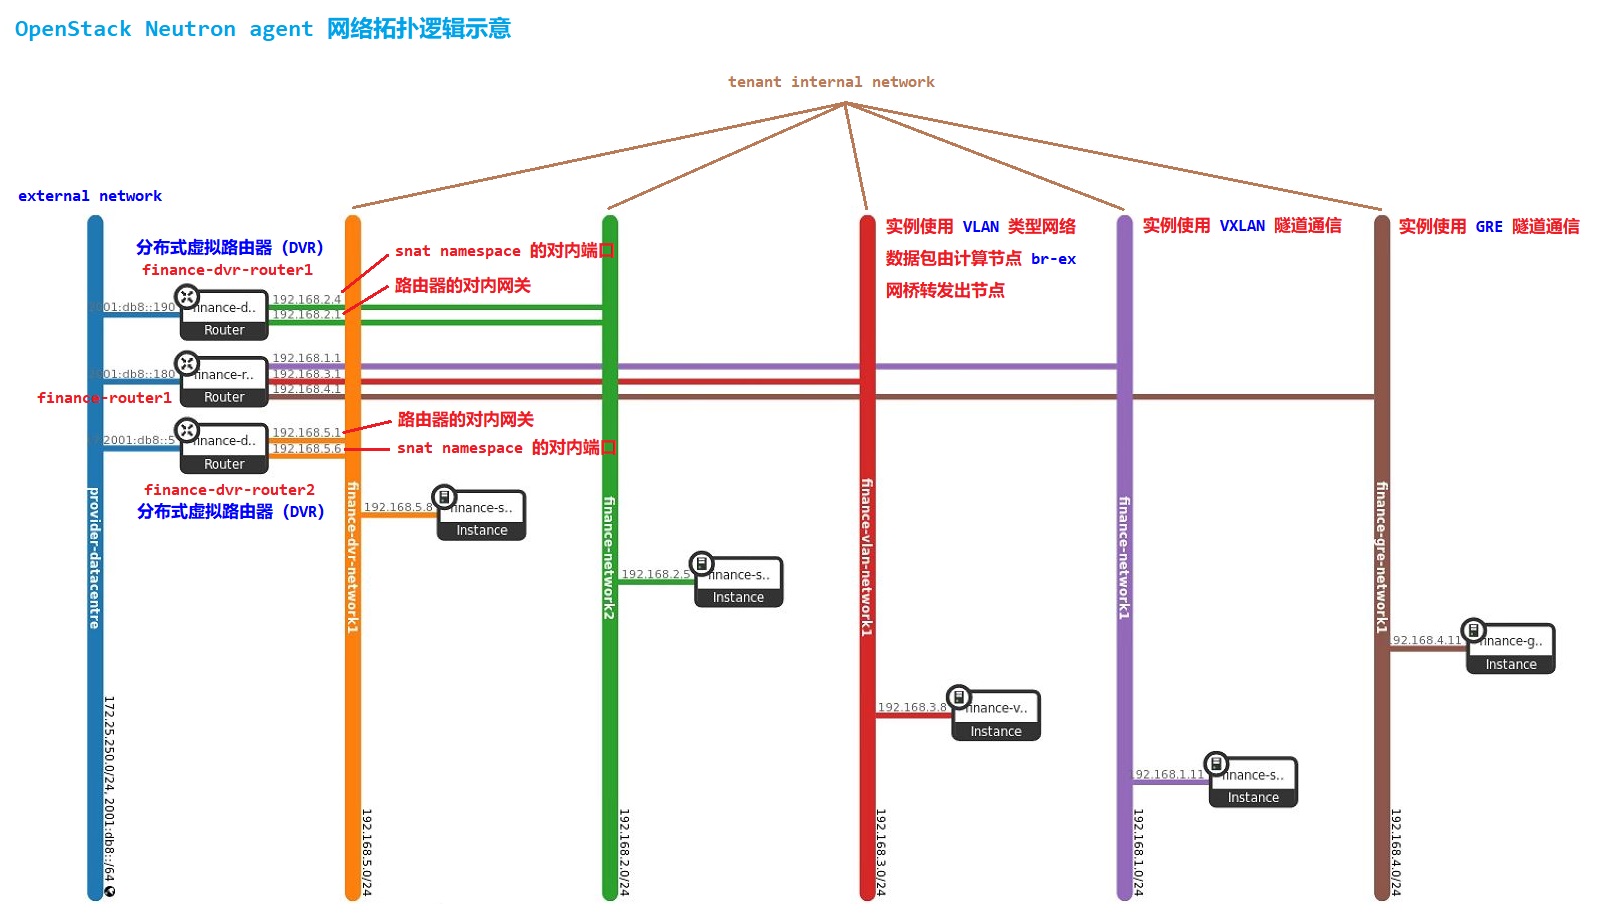 OpenStack Neutron agent 网络拓扑逻辑示意
tenant internal network
external network
分布式虚拟路由器（DVR）
finance-dvr-router1
snat namespace 的对内端口
路由器的对内网关
实例使用 VLAN 类型网络
数据包由计算节点 br-ex
网桥转发出节点
实例使用 VXLAN 隧道通信
实例使用 GRE 隧道通信
2001:db8::190
finance-d..
Router
192.168.2.4
192.168.2.1
001:db8::180
finance-r..
Router
192.168.1.1
192.168.3.1
192.168.4.1
finance-router1
2001:db8::5
finance-d..
Router
192.168.5.1
192.168.5.6
路由器的对内网关
snat namespace 的对内端口
finance-dvr-router2
分布式虚拟路由器（DVR）
provider-datacentre
finance-dvr-network1
finance-network2
finance-vlan-network1
finance-network1
finance-gre-network1
192.168.5.8
finance-s..
Instance
192.168.2.5
finance-s..
Instance
192.168.4.11
finance-g..
Instance
192.168.3.8
finance-v..
Instance
192.168.1.11
finance-s..
Instance
172.25.250.0/24, 2001:db8::/64
192.168.5.0/24
192.168.2.0/24
192.168.3.0/24
192.168.1.0/24
192.168.4.0/24